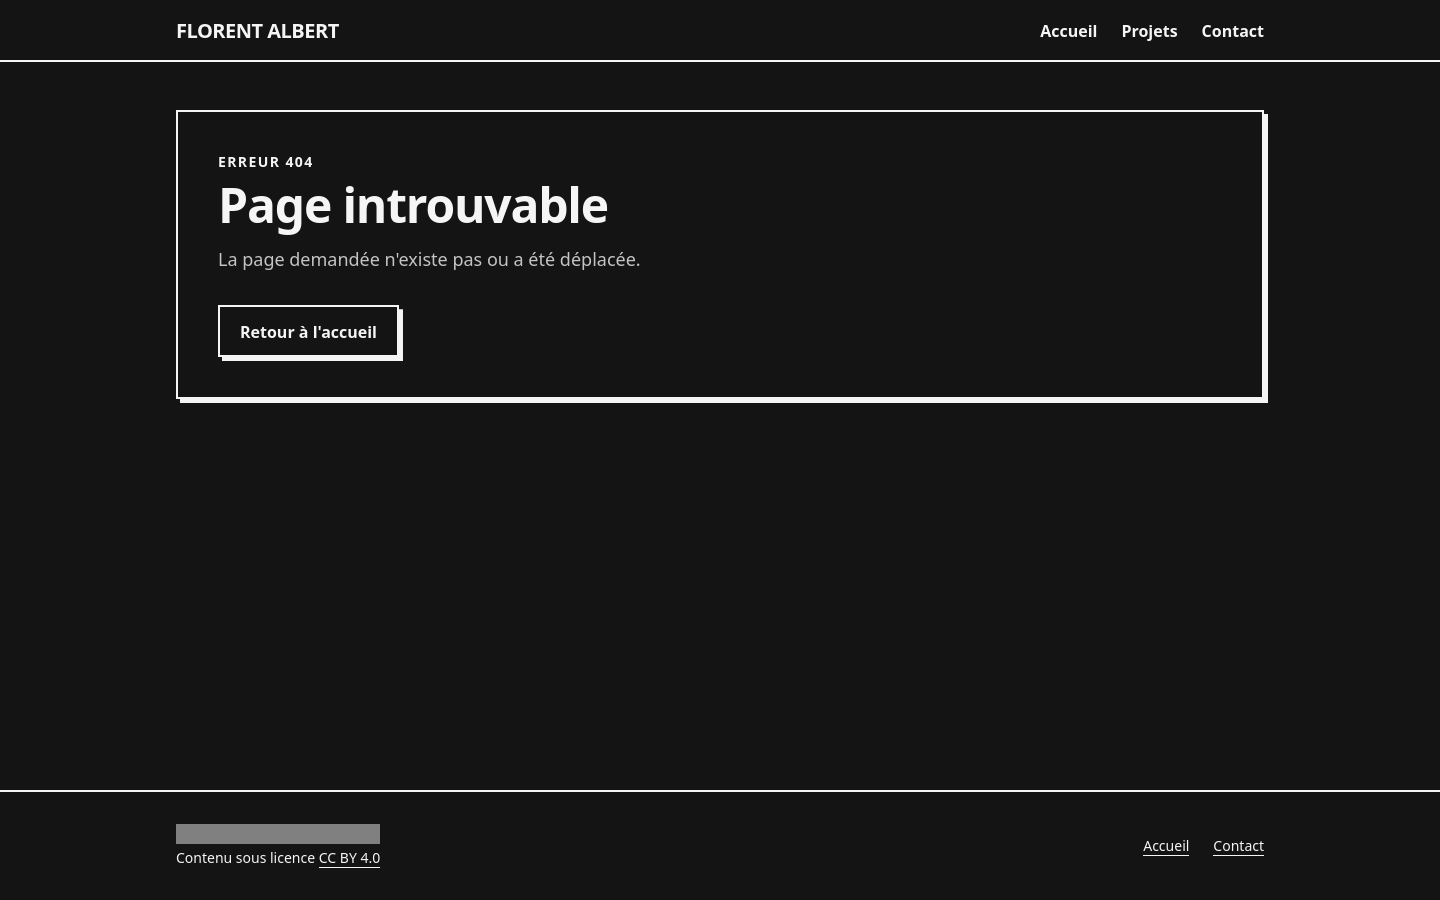 FLORENT ALBERT
Accueil Projets Contact
ERREUR 404
Page introuvable
La page demandée n'existe pas ou a été déplacée.
Retour à l'accueil
Contenu sous licence CC BY 4.0
Accueil Contact